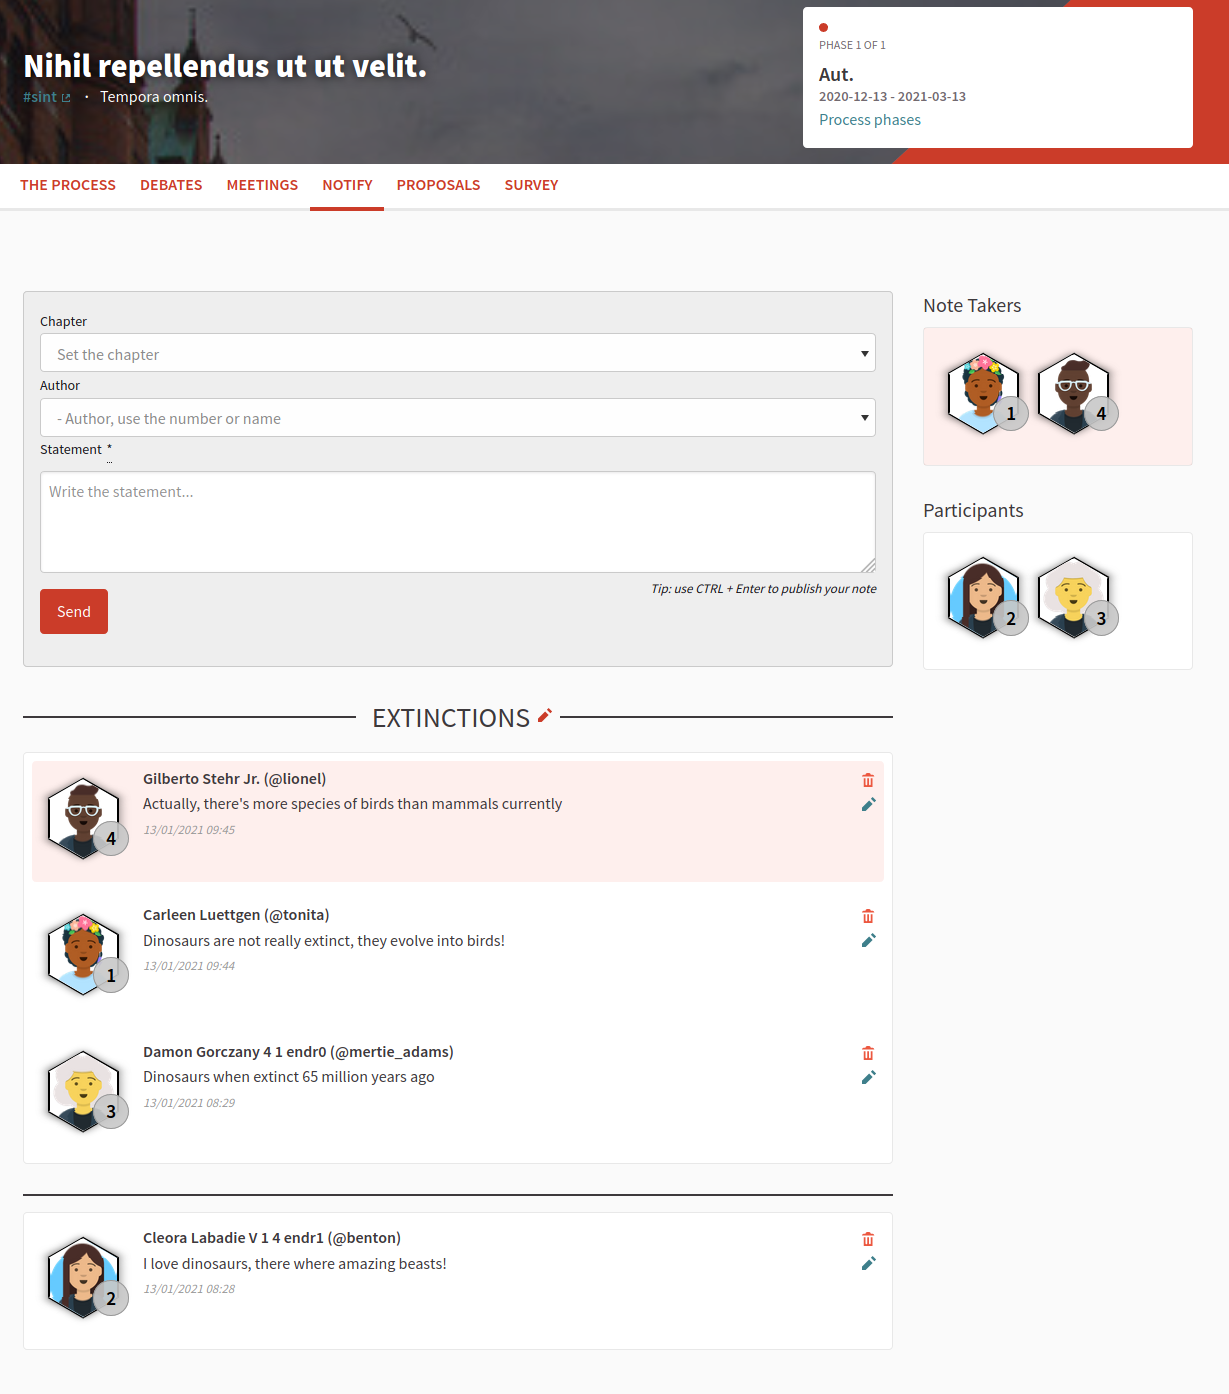 Nihil repellendus ut ut velit.
#sint · Tempora omnis.
PHASE 1 OF 1
Aut.
2020-12-13 - 2021-03-13
Process phases
THE PROCESS DEBATES MEETINGS NOTIFY PROPOSALS SURVEY
Chapter
Set the chapter
Author
- Author, use the number or name
Statement *
Write the statement...
Tip: use CTRL + Enter to publish your note
Send
Note Takers
1 4
Participants
2 3
EXTINCTIONS
Gilberto Stehr Jr. (@lionel)
Actually, there's more species of birds than mammals currently
13/01/2021 09:45
4
Carleen Luettgen (@tonita)
Dinosaurs are not really extinct, they evolve into birds!
13/01/2021 09:44
1
Damon Gorczany 4 1 endr0 (@mertie_adams)
Dinosaurs when extinct 65 million years ago
13/01/2021 08:29
3
Cleora Labadie V 1 4 endr1 (@benton)
I love dinosaurs, there where amazing beasts!
13/01/2021 08:28
2